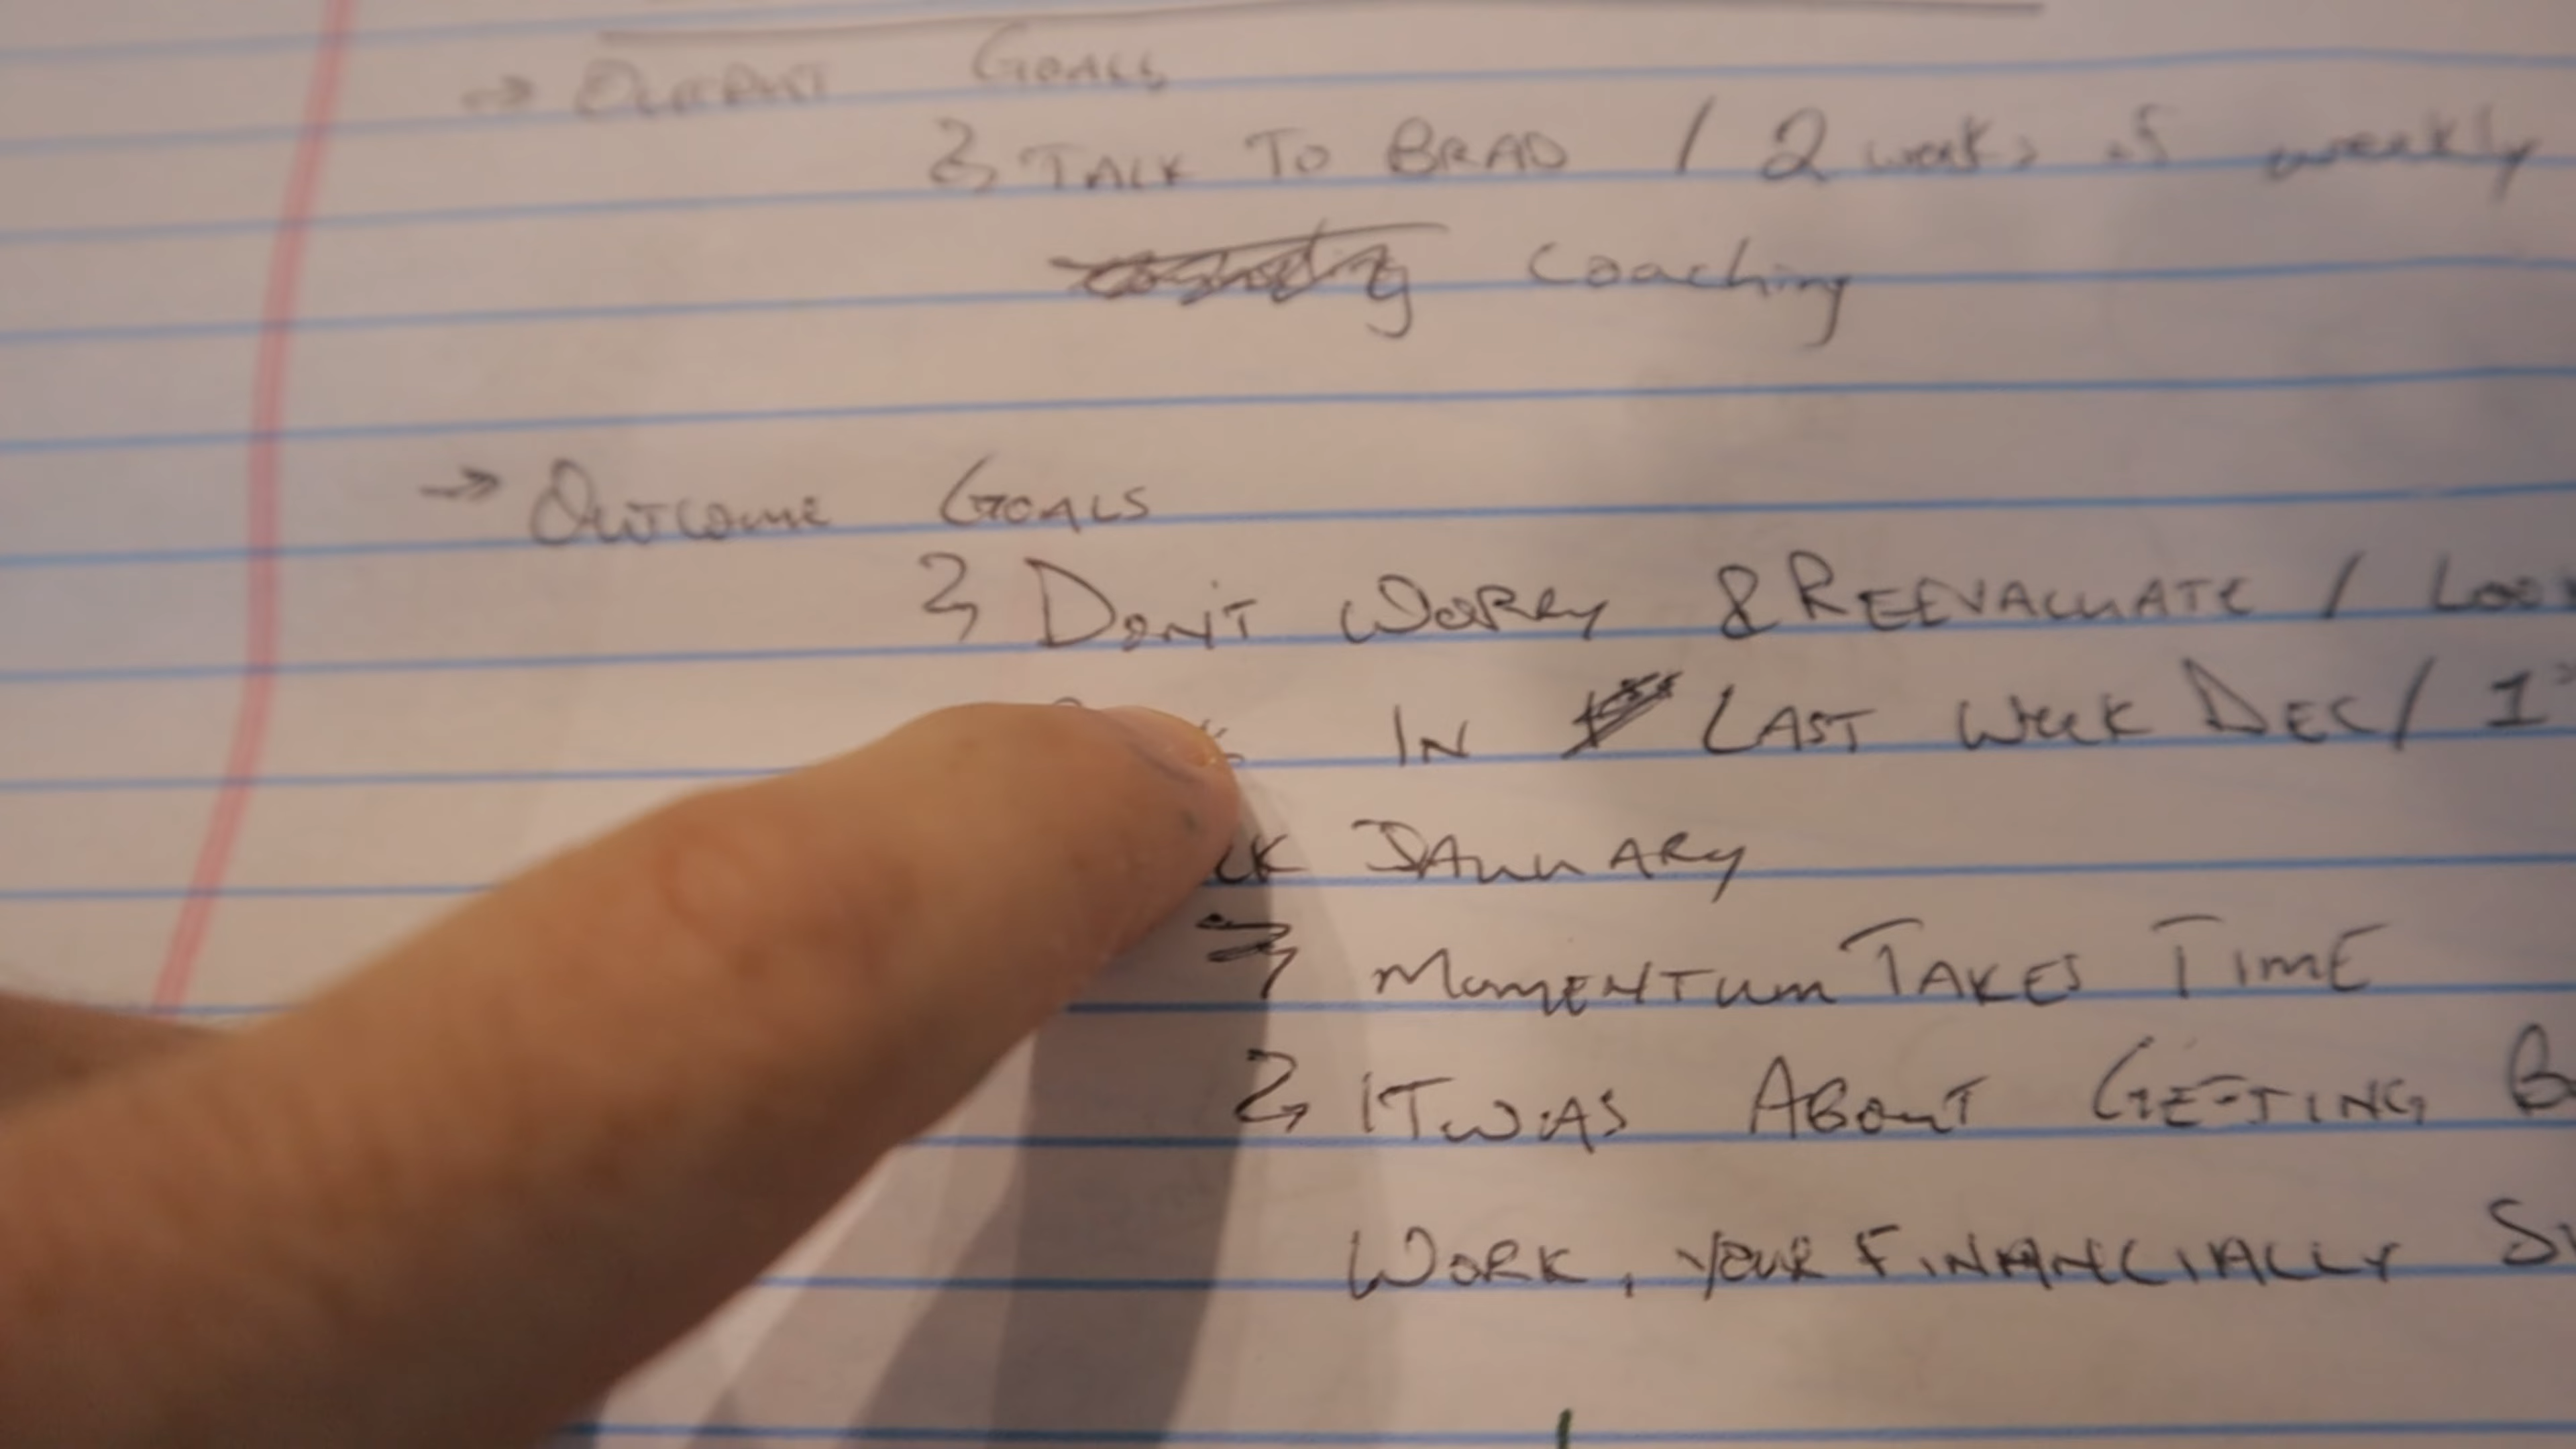 → Output Goals
TALK TO BRAD / 2 weeks of weekly
Coaching
→ Outcome GOALS
DON'T WORRY & REEVALUATE /
IN LAST WEEK DEC /
JANUARY
MOMENTUM TAKES TIME
IT WAS ABOUT GETTING
WORK, YOUR FINANCIALLY